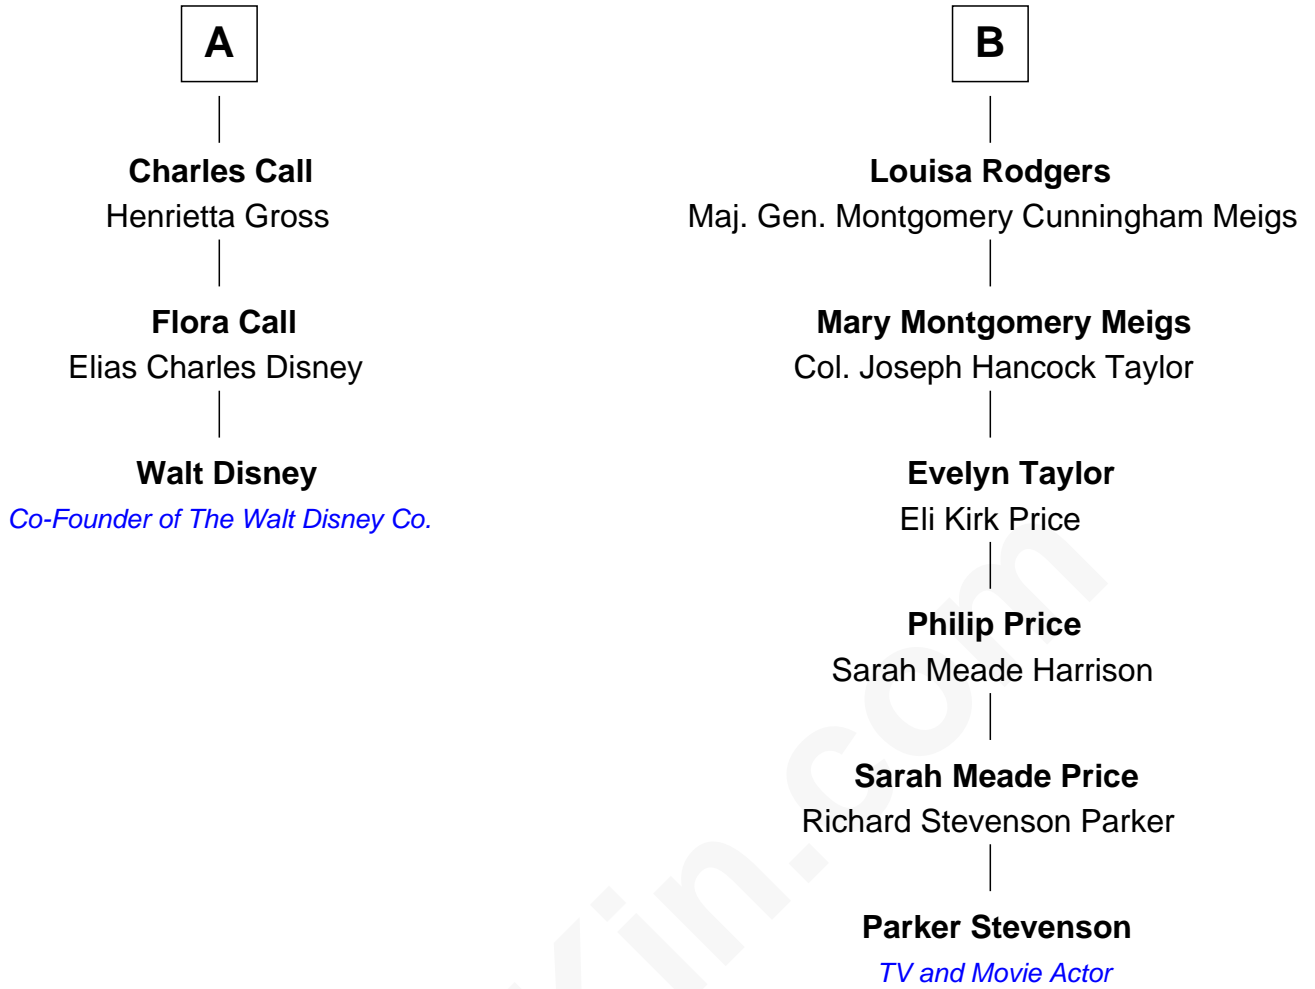 A
Charles Call
Henrietta Gross
Flora Call
Elias Charles Disney
Walt Disney
Co-Founder of The Walt Disney Co.
B
Louisa Rodgers
Maj. Gen. Montgomery Cunningham Meigs
Mary Montgomery Meigs
Col. Joseph Hancock Taylor
Evelyn Taylor
Eli Kirk Price
Philip Price
Sarah Meade Harrison
Sarah Meade Price
Richard Stevenson Parker
Parker Stevenson
TV and Movie Actor